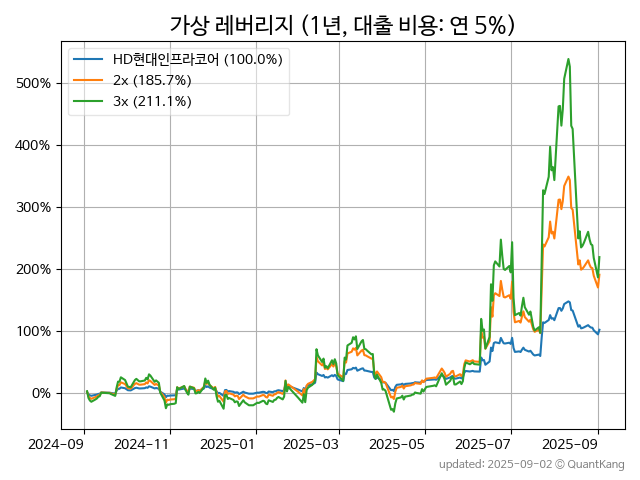 가상 레버리지 (1년, 대출 비용: 연 5%)
HD현대인프라코어 (100.0%)
2x (185.7%)
3x (211.1%)
500%
400%
300%
200%
100%
0%
2024-09 2024-11 2025-01 2025-03 2025-05 2025-07 2025-09
updated: 2025-09-02 © QuantKang